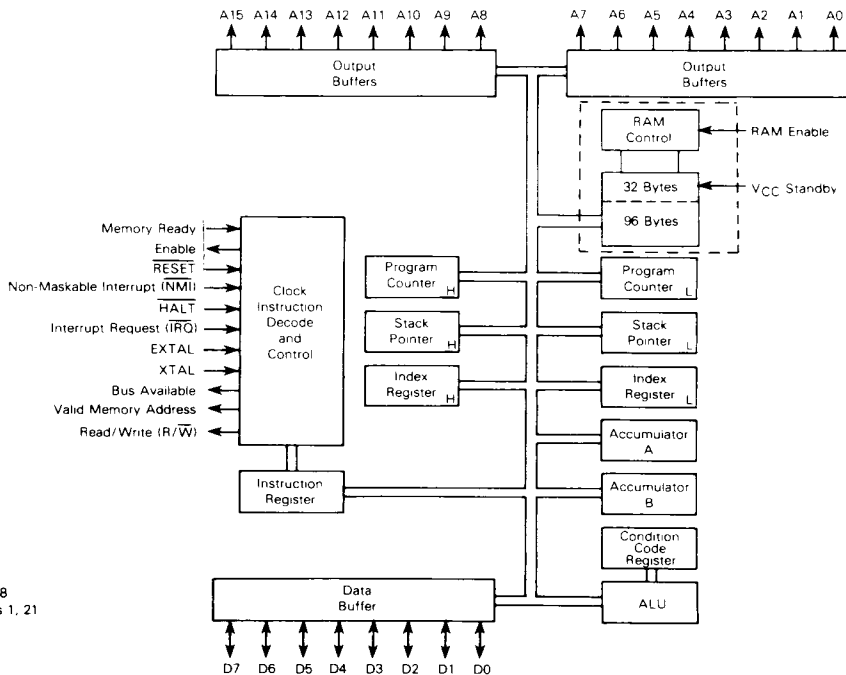 A15 A14 A13 A12 A11 A10 A9 A8
A7 A6 A5 A4 A3 A2 A1 A0
Output
Buffers
Output
Buffers
RAM
Control
RAM Enable
32 Bytes
VCC Standby
96 Bytes
Memory Ready
Enable
RESET
Non-Maskable Interrupt (NMI)
HALT
Interrupt Request (IRQ)
EXTAL
XTAL
Bus Available
Valid Memory Address
Read/Write (R/W)
Clock
Instruction
Decode
and
Control
Program
Counter H
Program
Counter L
Stack
Pointer H
Stack
Pointer L
Index
Register H
Index
Register L
Accumulator
A
Instruction
Register
Accumulator
B
Condition
Code
Register
8
s 1, 21
Data
Buffer
ALU
D7 D6 D5 D4 D3 D2 D1 D0